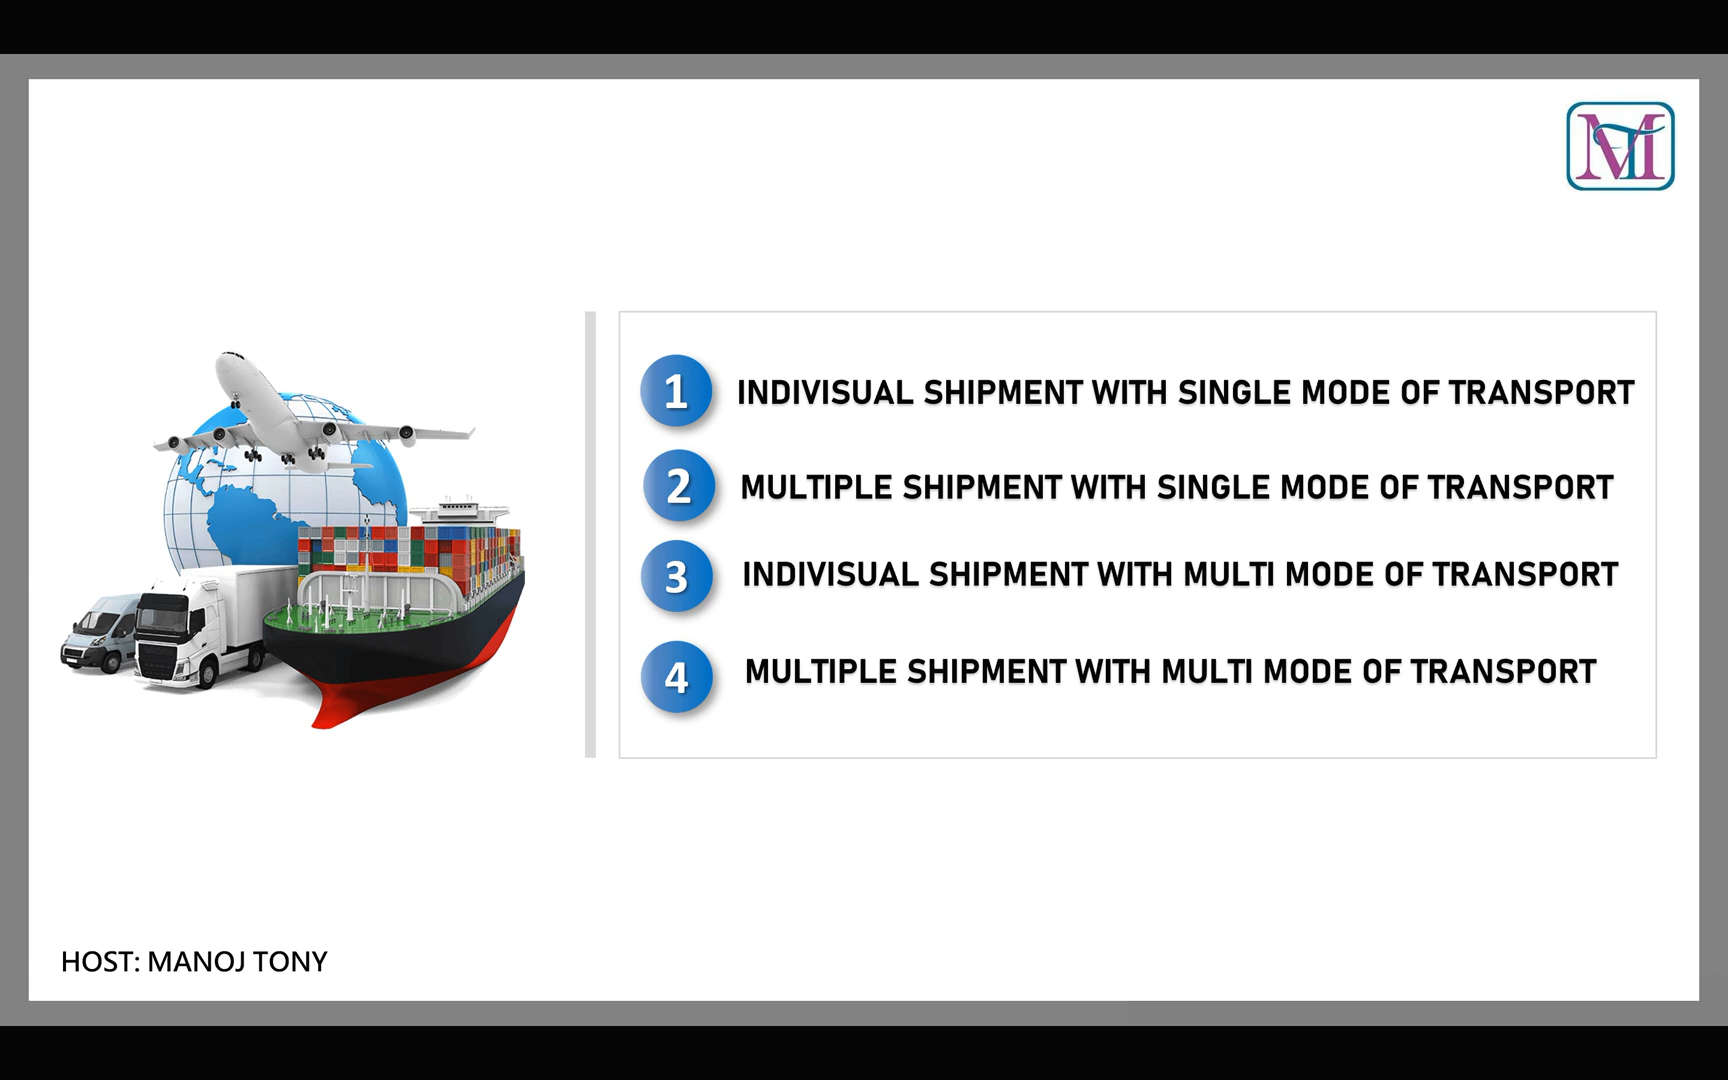 MT
1 INDIVISUAL SHIPMENT WITH SINGLE MODE OF TRANSPORT
2 MULTIPLE SHIPMENT WITH SINGLE MODE OF TRANSPORT
3 INDIVISUAL SHIPMENT WITH MULTI MODE OF TRANSPORT
4 MULTIPLE SHIPMENT WITH MULTI MODE OF TRANSPORT
HOST: MANOJ TONY